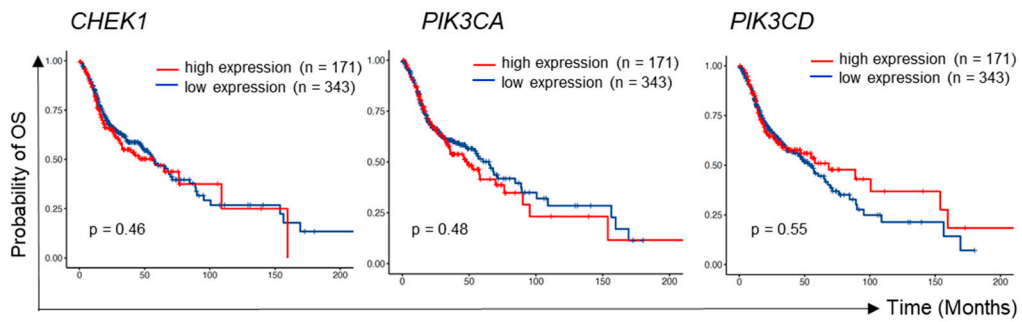 CHEK1
PIK3CA
PIK3CD
Probability of OS
1.00
0.75
0.50
0.25
0.00
high expression (n = 171)
low expression (n = 343)
p = 0.46
0 50 100 150 200
1.00
0.75
0.50
0.25
0.00
high expression (n = 171)
low expression (n = 343)
p = 0.48
0 50 100 150 200
1.00
0.75
0.50
0.25
0.00
high expression (n = 171)
low expression (n = 343)
p = 0.55
0 50 100 150 200
Time (Months)